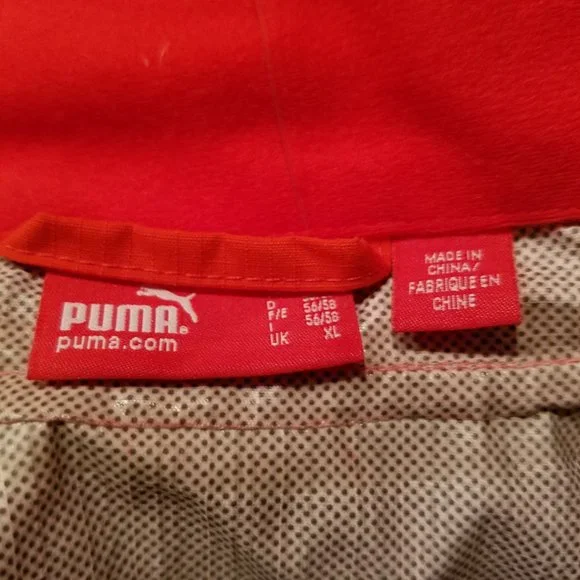 PUMA®
puma.com
D
F/E 56/58
I 56/58
UK XL
MADE IN
CHINA/
FABRIQUE EN
CHINE